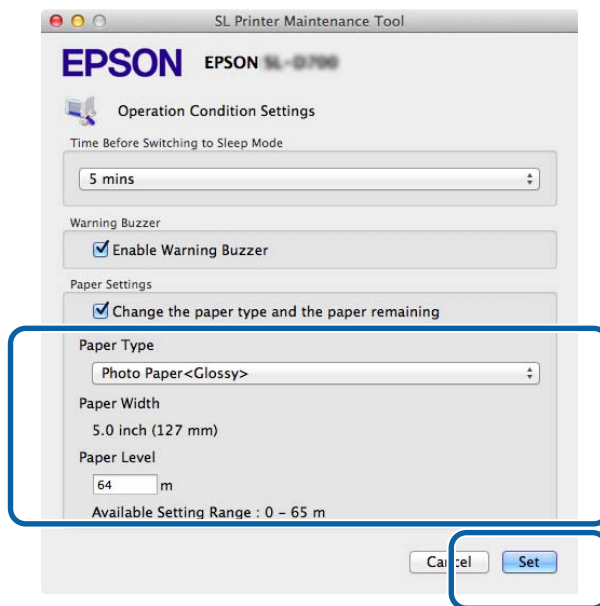 SL Printer Maintenance Tool
EPSON EPSON
Operation Condition Settings
Time Before Switching to Sleep Mode
5 mins
Warning Buzzer
Enable Warning Buzzer
Paper Settings
Change the paper type and the paper remaining
Paper Type
Photo Paper<Glossy>
Paper Width
5.0 inch (127 mm)
Paper Level
64 m
Available Setting Range : 0 – 65 m
Cancel Set